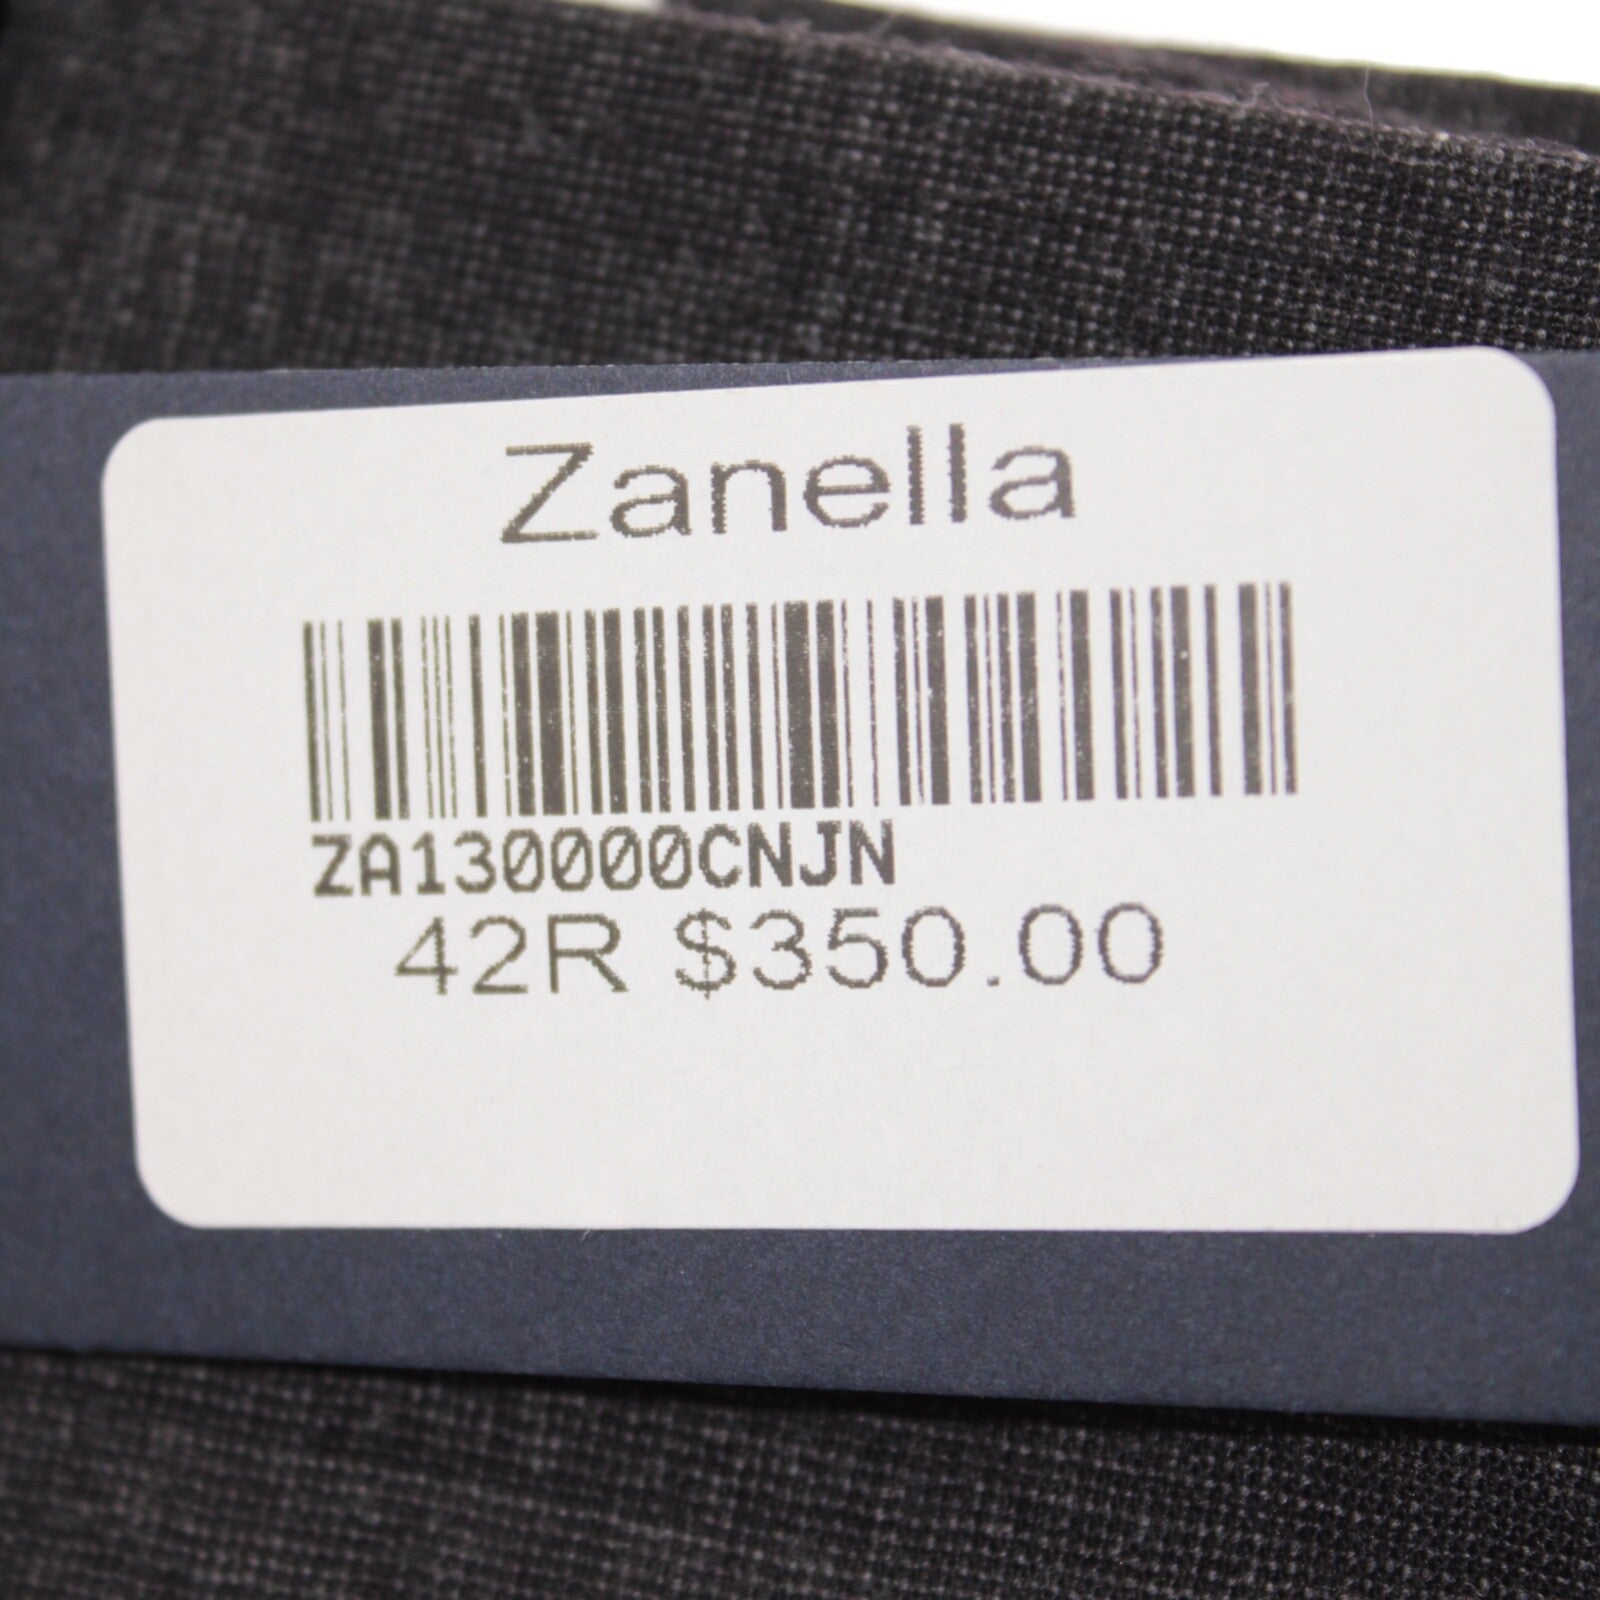 Zanella
ZA130000CNJN
42R $350.00